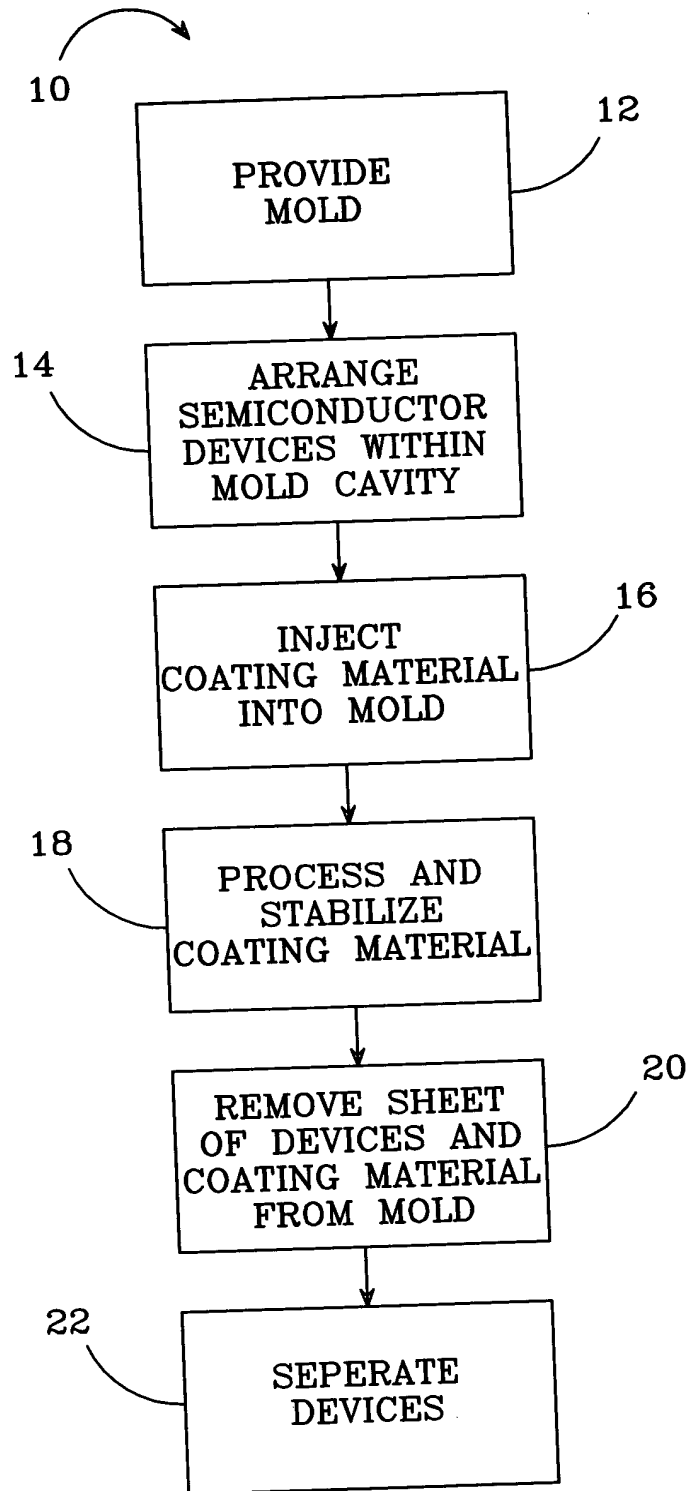 10
PROVIDE
MOLD
12
14
ARRANGE
SEMICONDUCTOR
DEVICES WITHIN
MOLD CAVITY
INJECT
COATING MATERIAL
INTO MOLD
16
18
PROCESS AND
STABILIZE
COATING MATERIAL
REMOVE SHEET
OF DEVICES AND
COATING MATERIAL
FROM MOLD
20
22
SEPERATE
DEVICES